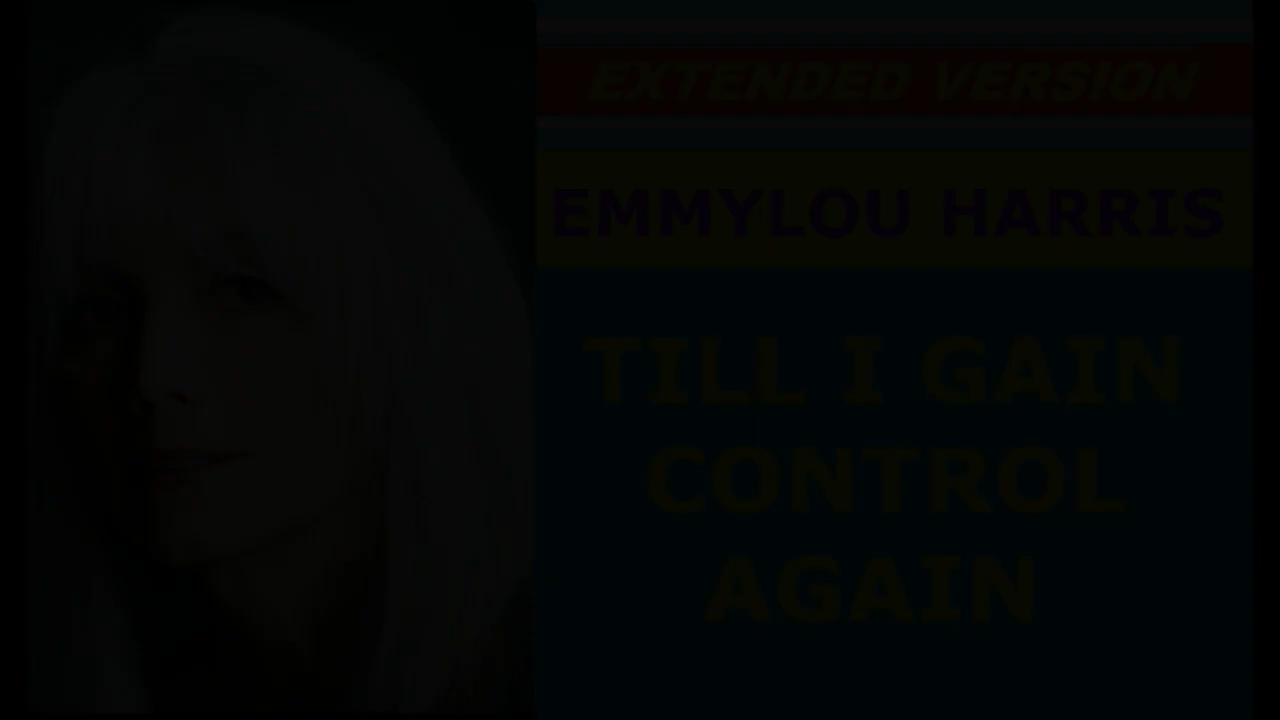 EXTENDED VERSION
EMMYLOU HARRIS
TILL I GAIN
CONTROL
AGAIN